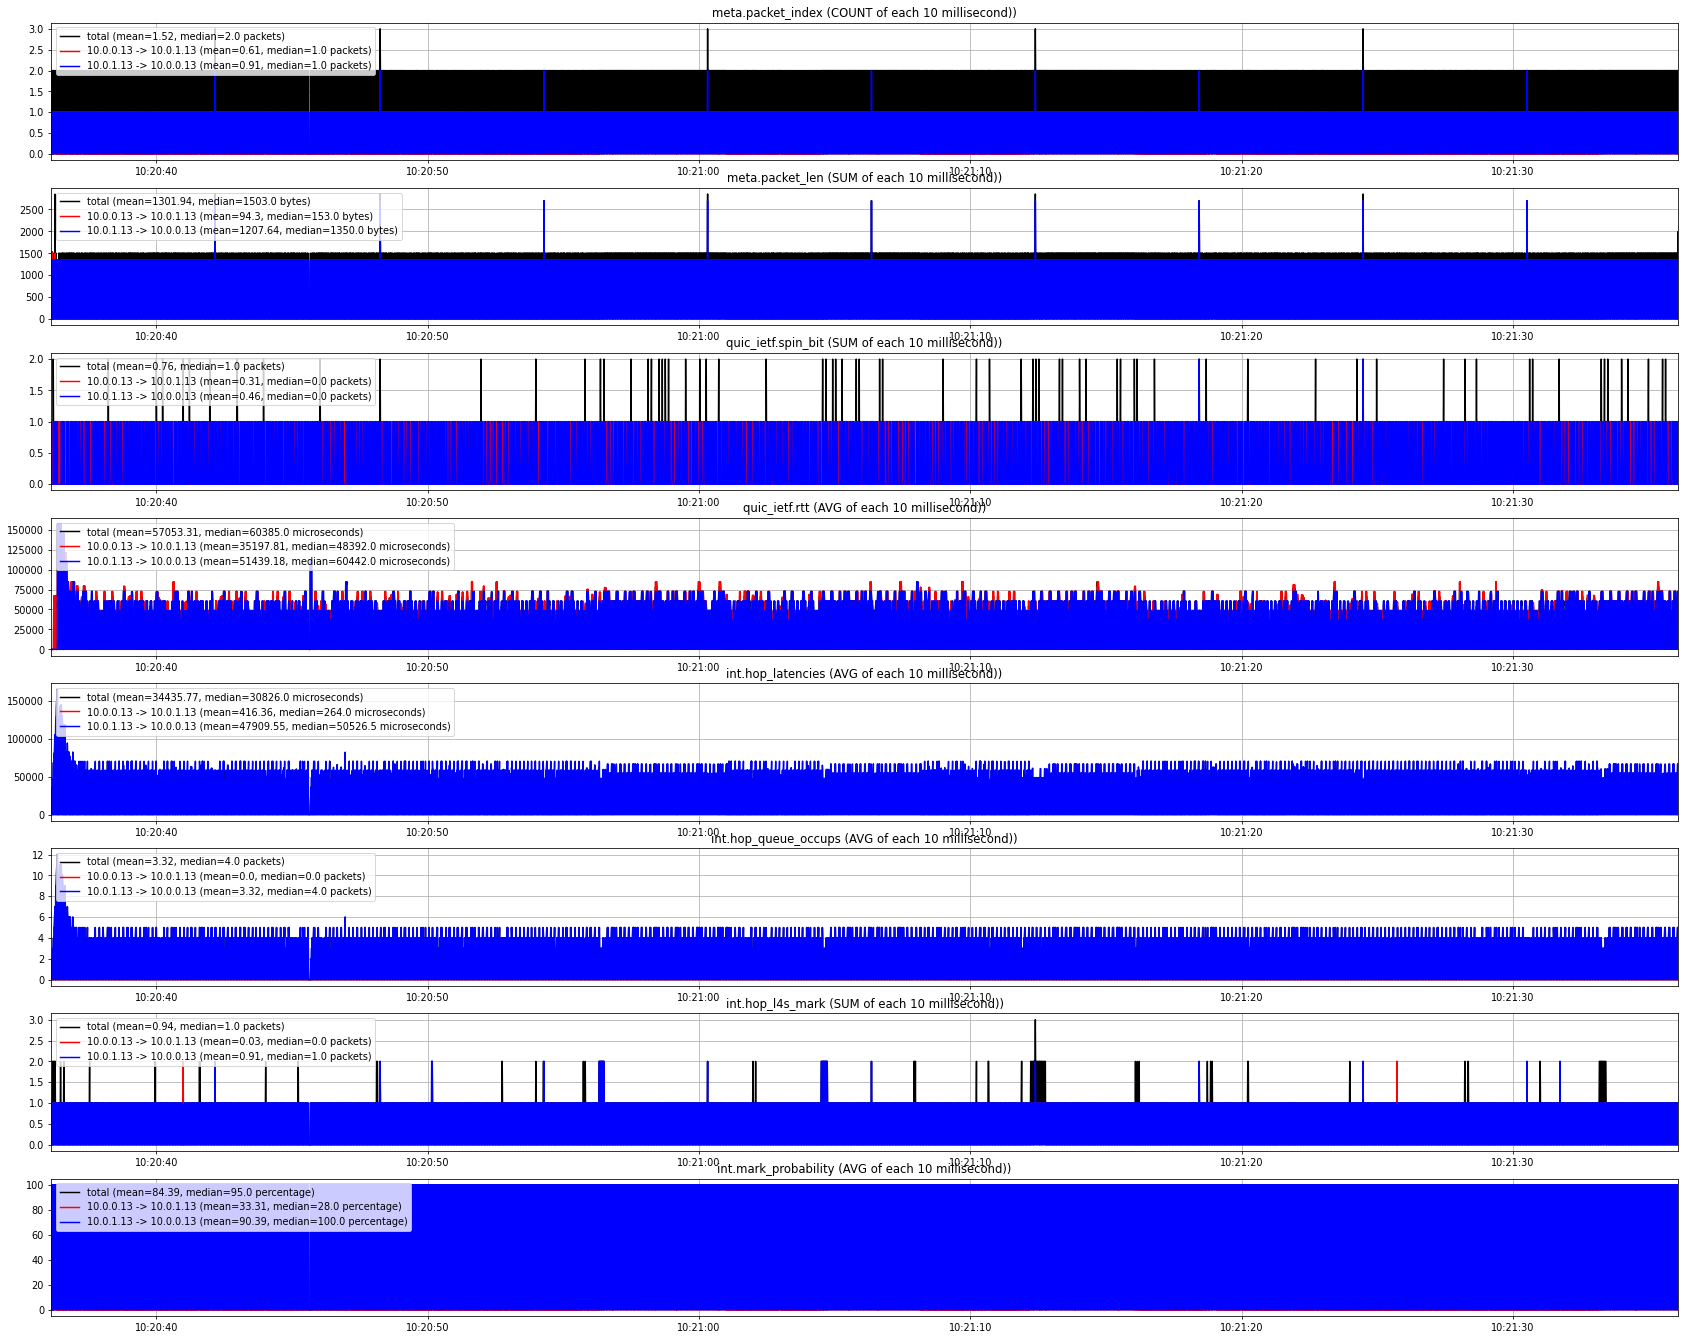 meta.packet_index (COUNT of each 10 millisecond))
3.0
2.5
2.0
1.5
1.0
0.5
0.0
total (mean=1.52, median=2.0 packets)
10.0.0.13 -> 10.0.1.13 (mean=0.61, median=1.0 packets)
10.0.1.13 -> 10.0.0.13 (mean=0.91, median=1.0 packets)
10:20:40 10:20:50 10:21:00 10:21:10 10:21:20 10:21:30
meta.packet_len (SUM of each 10 millisecond))
2500
2000
1500
1000
500
0
total (mean=1301.94, median=1503.0 bytes)
10.0.0.13 -> 10.0.1.13 (mean=94.3, median=153.0 bytes)
10.0.1.13 -> 10.0.0.13 (mean=1207.64, median=1350.0 bytes)
10:20:40 10:20:50 10:21:00 10:21:10 10:21:20 10:21:30
quic_ietf.spin_bit (SUM of each 10 millisecond))
2.0
1.5
1.0
0.5
0.0
total (mean=0.76, median=1.0 packets)
10.0.0.13 -> 10.0.1.13 (mean=0.31, median=0.0 packets)
10.0.1.13 -> 10.0.0.13 (mean=0.46, median=0.0 packets)
10:20:40 10:20:50 10:21:00 10:21:10 10:21:20 10:21:30
quic_ietf.rtt (AVG of each 10 millisecond))
150000
125000
100000
75000
50000
25000
0
total (mean=57053.31, median=60385.0 microseconds)
10.0.0.13 -> 10.0.1.13 (mean=35197.81, median=48392.0 microseconds)
10.0.1.13 -> 10.0.0.13 (mean=51439.18, median=60442.0 microseconds)
10:20:40 10:20:50 10:21:00 10:21:10 10:21:20 10:21:30
int.hop_latencies (AVG of each 10 millisecond))
150000
100000
50000
0
total (mean=34435.77, median=30826.0 microseconds)
10.0.0.13 -> 10.0.1.13 (mean=416.36, median=264.0 microseconds)
10.0.1.13 -> 10.0.0.13 (mean=47909.55, median=50526.5 microseconds)
10:20:40 10:20:50 10:21:00 10:21:10 10:21:20 10:21:30
int.hop_queue_occups (AVG of each 10 millisecond))
12
10
8
6
4
2
0
total (mean=3.32, median=4.0 packets)
10.0.0.13 -> 10.0.1.13 (mean=0.0, median=0.0 packets)
10.0.1.13 -> 10.0.0.13 (mean=3.32, median=4.0 packets)
10:20:40 10:20:50 10:21:00 10:21:10 10:21:20 10:21:30
int.hop_l4s_mark (SUM of each 10 millisecond))
3.0
2.5
2.0
1.5
1.0
0.5
0.0
total (mean=0.94, median=1.0 packets)
10.0.0.13 -> 10.0.1.13 (mean=0.03, median=0.0 packets)
10.0.1.13 -> 10.0.0.13 (mean=0.91, median=1.0 packets)
10:20:40 10:20:50 10:21:00 10:21:10 10:21:20 10:21:30
int.mark_probability (AVG of each 10 millisecond))
100
80
60
40
20
0
total (mean=84.39, median=95.0 percentage)
10.0.0.13 -> 10.0.1.13 (mean=33.31, median=28.0 percentage)
10.0.1.13 -> 10.0.0.13 (mean=90.39, median=100.0 percentage)
10:20:40 10:20:50 10:21:00 10:21:10 10:21:20 10:21:30